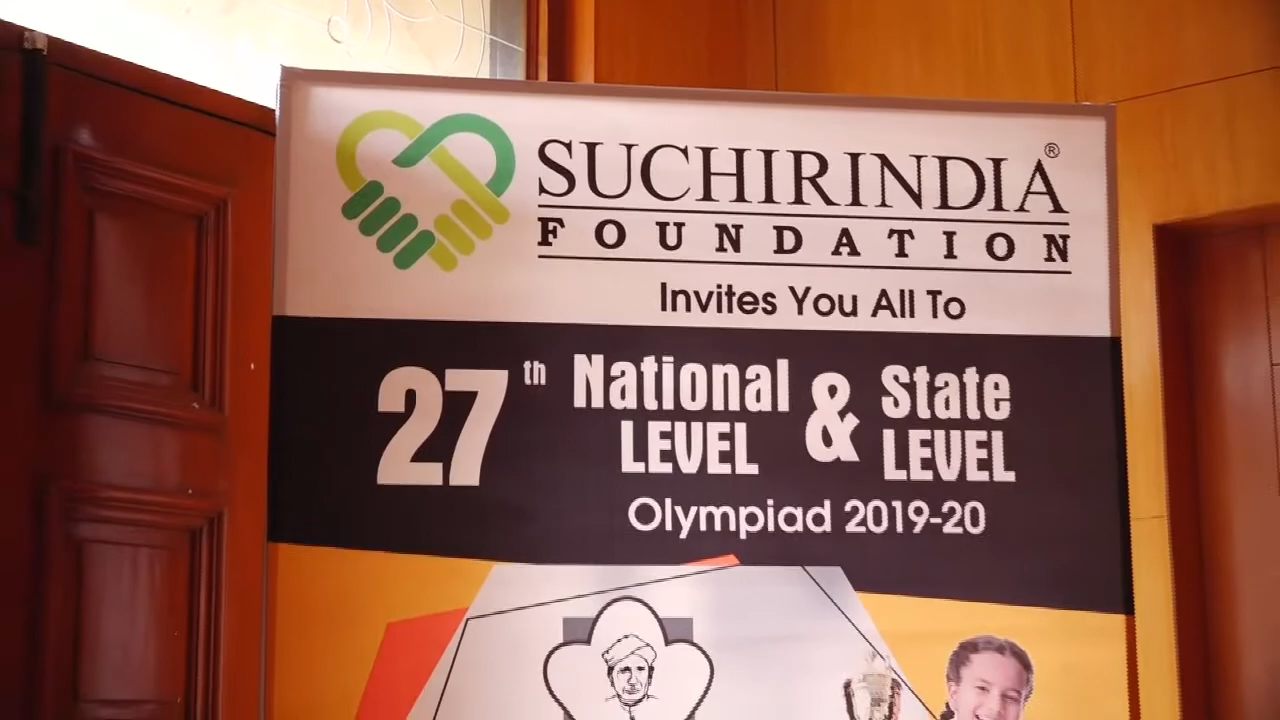 SUCHIRINDIA®
FOUNDATION
Invites You All To
27th National LEVEL & State LEVEL
Olympiad 2019-20